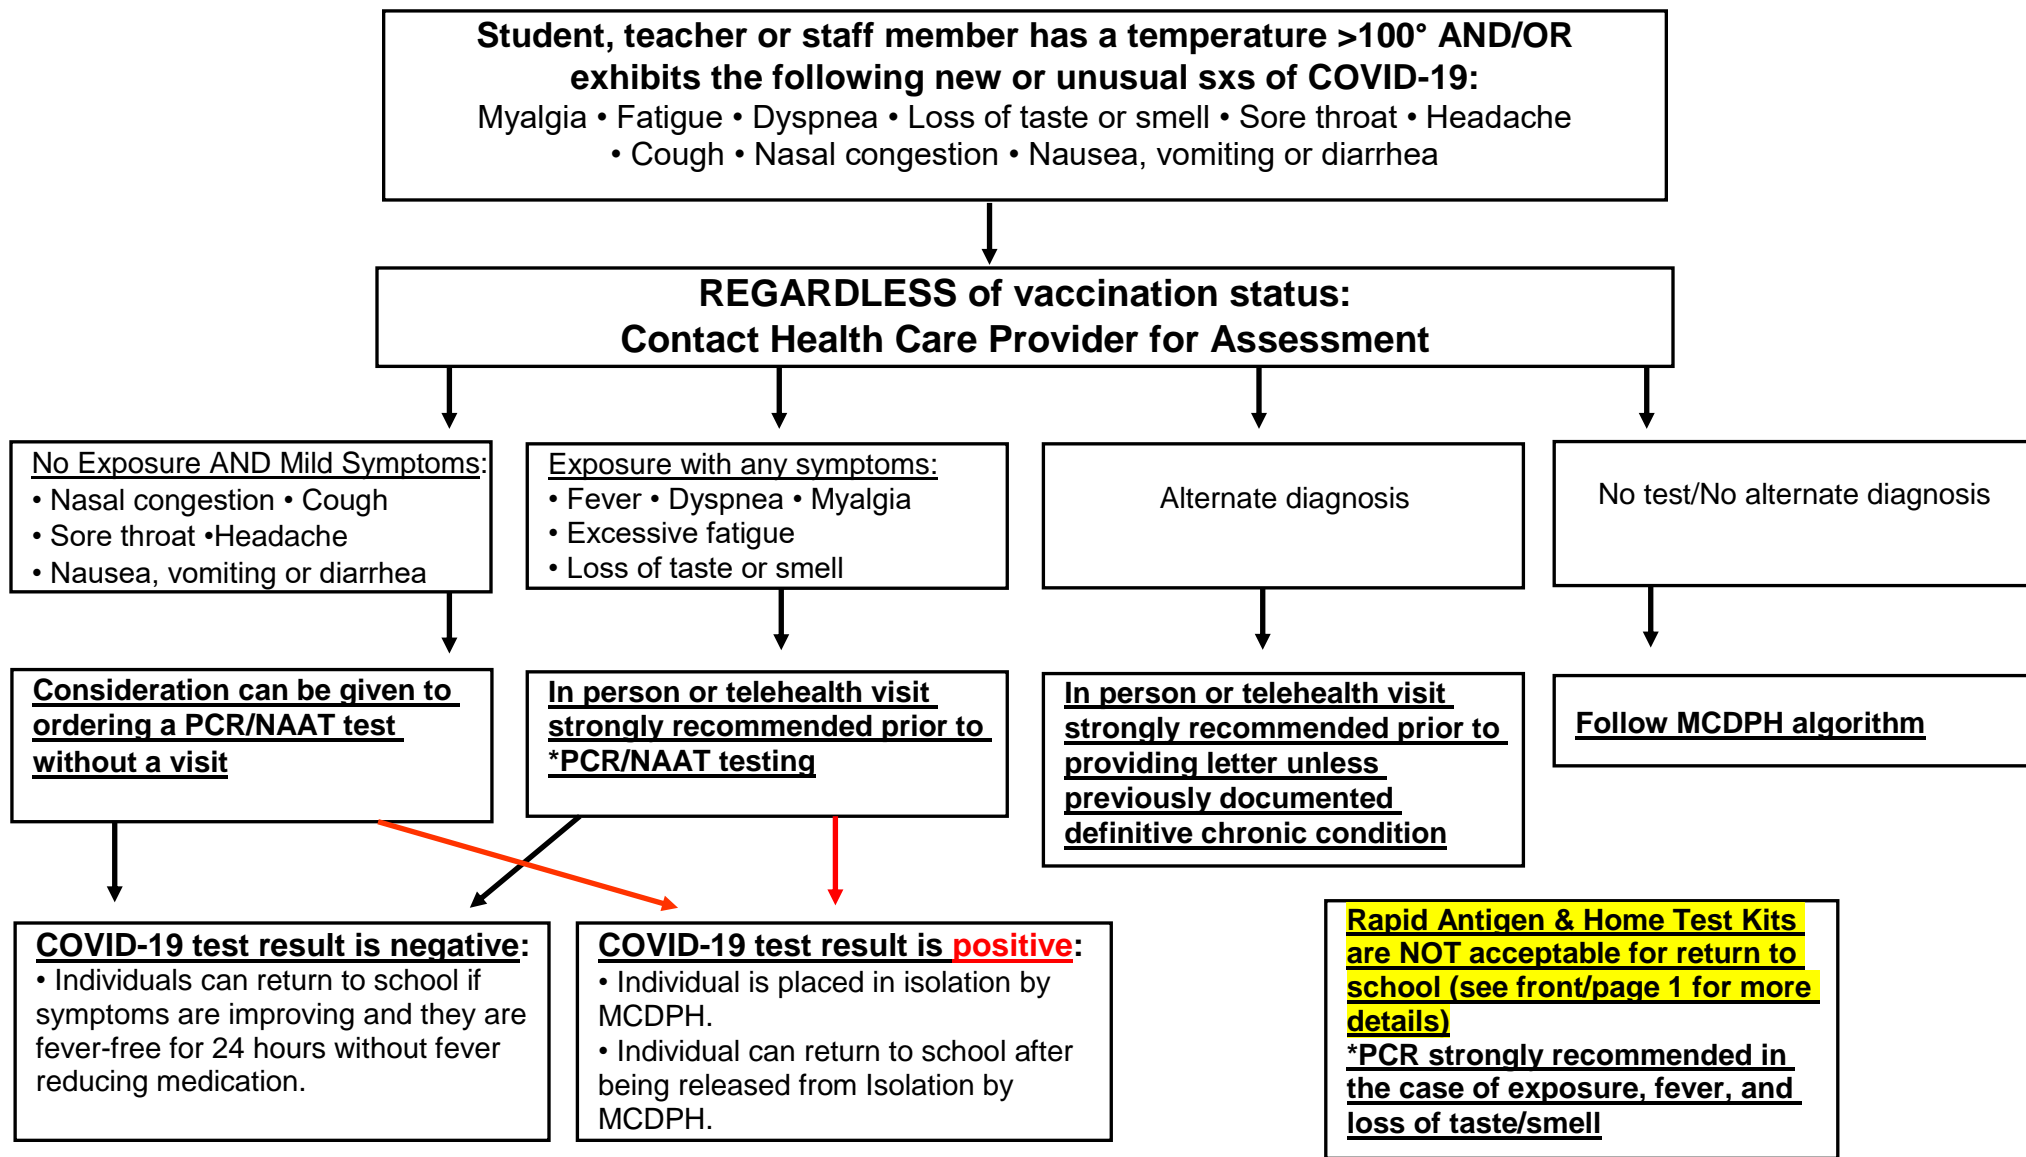 Student, teacher or staff member has a temperature >100° AND/OR
exhibits the following new or unusual sxs of COVID-19:
Myalgia • Fatigue • Dyspnea • Loss of taste or smell • Sore throat • Headache
• Cough • Nasal congestion • Nausea, vomiting or diarrhea
REGARDLESS of vaccination status:
Contact Health Care Provider for Assessment
No Exposure AND Mild Symptoms:
• Nasal congestion • Cough
• Sore throat •Headache
• Nausea, vomiting or diarrhea
Exposure with any symptoms:
• Fever • Dyspnea • Myalgia
• Excessive fatigue
• Loss of taste or smell
Alternate diagnosis
No test/No alternate diagnosis
Consideration can be given to
ordering a PCR/NAAT test
without a visit
In person or telehealth visit
strongly recommended prior to
*PCR/NAAT testing
In person or telehealth visit
strongly recommended prior to
providing letter unless
previously documented
definitive chronic condition
Follow MCDPH algorithm
COVID-19 test result is negative:
• Individuals can return to school if
symptoms are improving and they are
fever-free for 24 hours without fever
reducing medication.
COVID-19 test result is positive:
• Individual is placed in isolation by
MCDPH.
• Individual can return to school after
being released from Isolation by
MCDPH.
Rapid Antigen & Home Test Kits
are NOT acceptable for return to
school (see front/page 1 for more
details)
*PCR strongly recommended in
the case of exposure, fever, and
loss of taste/smell